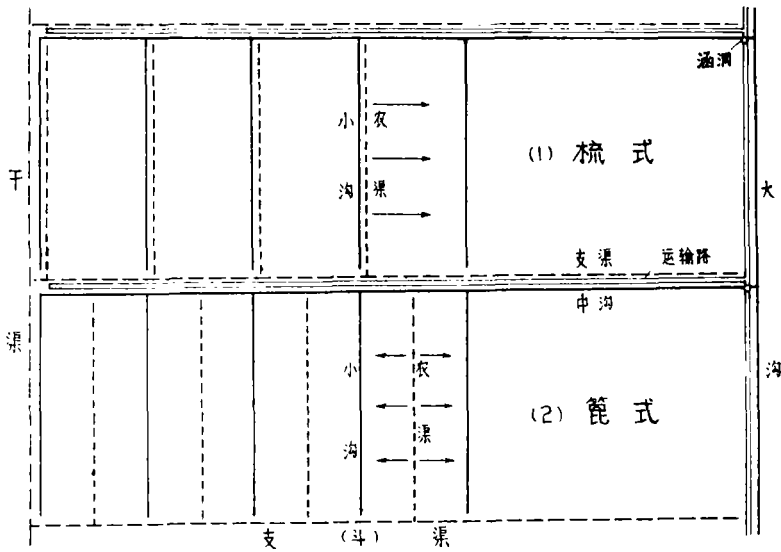 涵洞
小 农
沟 渠
(1) 梳式
干渠
大沟
支渠 运输路
中沟
小 农
沟 渠
(2) 篦式
支 (斗) 渠